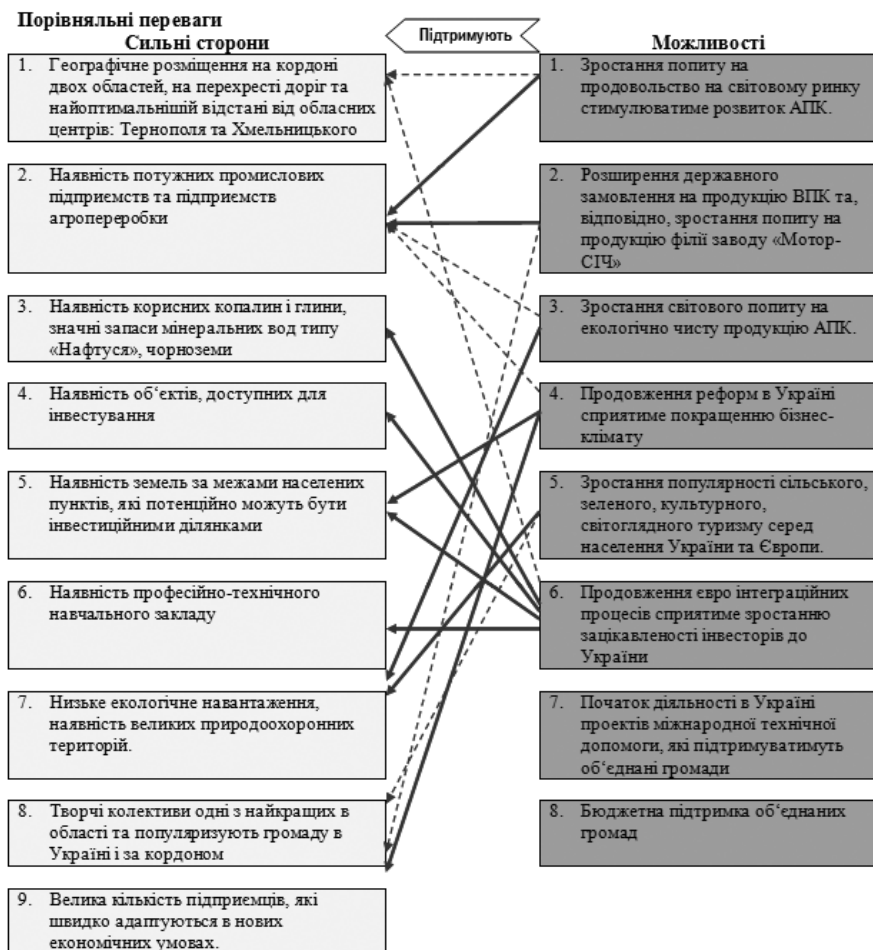 Порівняльні переваги
Сильні сторони
Підтримують
Можливості
1. Географічне розміщення на кордоні
двох областей, на перехресті доріг та
найоптимальнішій відстані від обласних
центрів: Тернополя та Хмельницького
2. Наявність потужних промислових
підприємств та підприємств
агропереробки
3. Наявність корисних копалин і глини,
значні запаси мінеральних вод типу
«Нафтуся», чорноземи
4. Наявність об‘єктів, доступних для
інвестування
5. Наявність земель за межами населених
пунктів, які потенційно можуть бути
інвестиційними ділянками
6. Наявність професійно-технічного
навчального закладу
7. Низьке екологічне навантаження,
наявність великих природоохоронних
територій.
8. Творчі колективи одні з найкращих в
області та популяризують громаду в
Україні і за кордоном
9. Велика кількість підприємців, які
швидко адаптуються в нових
економічних умовах.
1. Зростання попиту на
продовольство на світовому ринку
стимулюватиме розвиток АПК.
2. Розширення державного
замовлення на продукцію ВПК та,
відповідно, зростання попиту на
продукцію філії заводу «Мотор-
СІЧ»
3. Зростання світового попиту на
екологічно чисту продукцію АПК.
4. Продовження реформ в Україні
сприятиме покращенню бізнес-
клімату
5. Зростання популярності сільського,
зеленого, культурного,
світоглядного туризму серед
населення України та Європи.
6. Продовження євро інтеграційних
процесів сприятиме зростанню
зацікавленості інвесторів до
України
7. Початок діяльності в Україні
проектів міжнародної технічної
допомоги, які підтримуватимуть
об‘єднані громади
8. Бюджетна підтримка об‘єднаних
громад